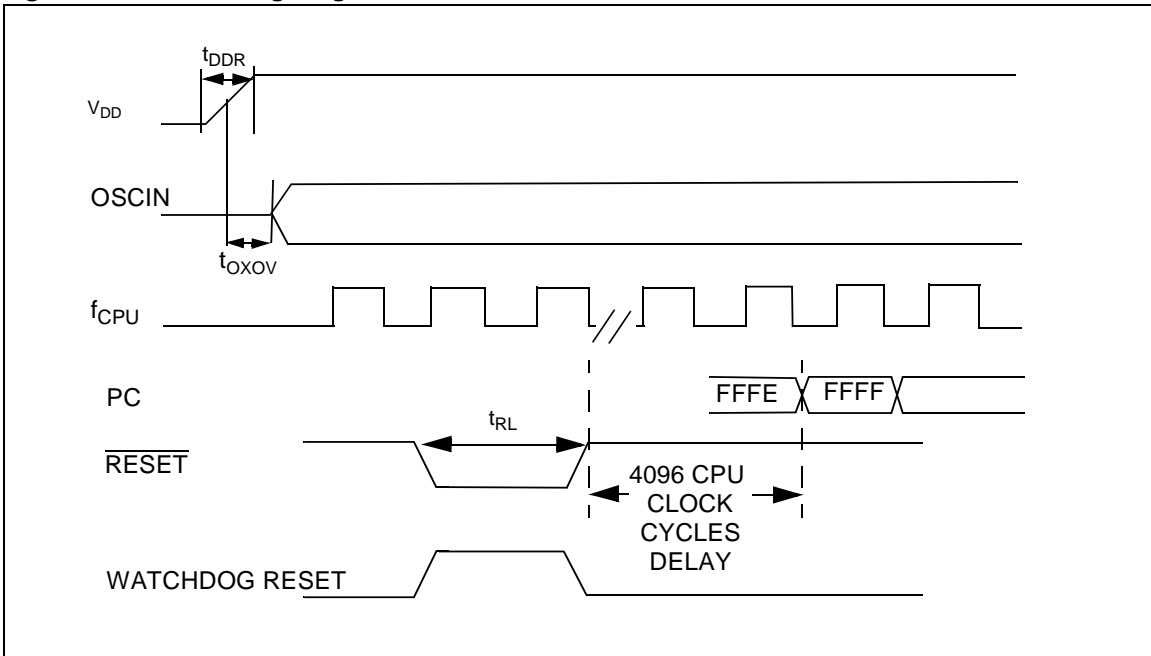 tDDR
VDD
OSCIN
tOXOV
fCPU
PC
FFFE
FFFF
tRL
RESET
4096 CPU
CLOCK
CYCLES
DELAY
WATCHDOG RESET